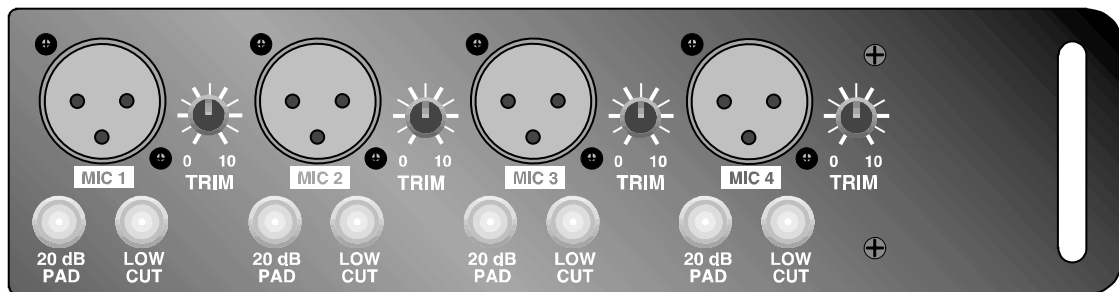 MIC 1
0 10
TRIM
20 dB
PAD
LOW
CUT
MIC 2
0 10
TRIM
20 dB
PAD
LOW
CUT
MIC 3
0 10
TRIM
20 dB
PAD
LOW
CUT
MIC 4
0 10
TRIM
20 dB
PAD
LOW
CUT